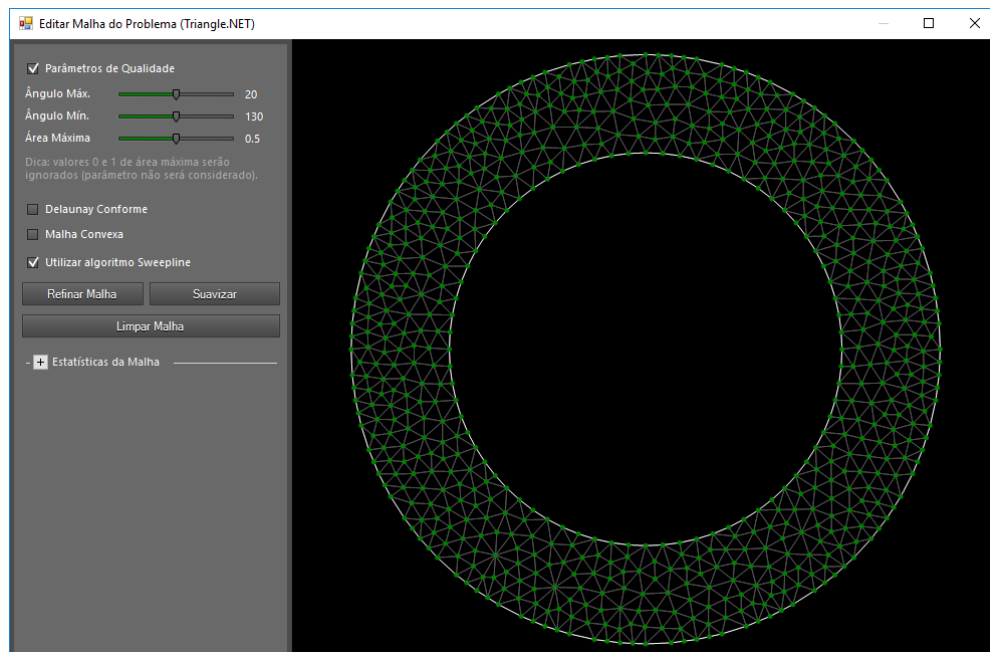 Editar Malha do Problema (Triangle.NET)
Parâmetros de Qualidade
Ângulo Máx. 20
Ângulo Mín. 130
Área Máxima 0.5
Dica: valores 0 e 1 de área máxima serão
ignorados (parâmetro não será considerado).
Delaunay Conforme
Malha Convexa
Utilizar algoritmo Sweepline
Refinar Malha Suavizar
Limpar Malha
Estatísticas da Malha